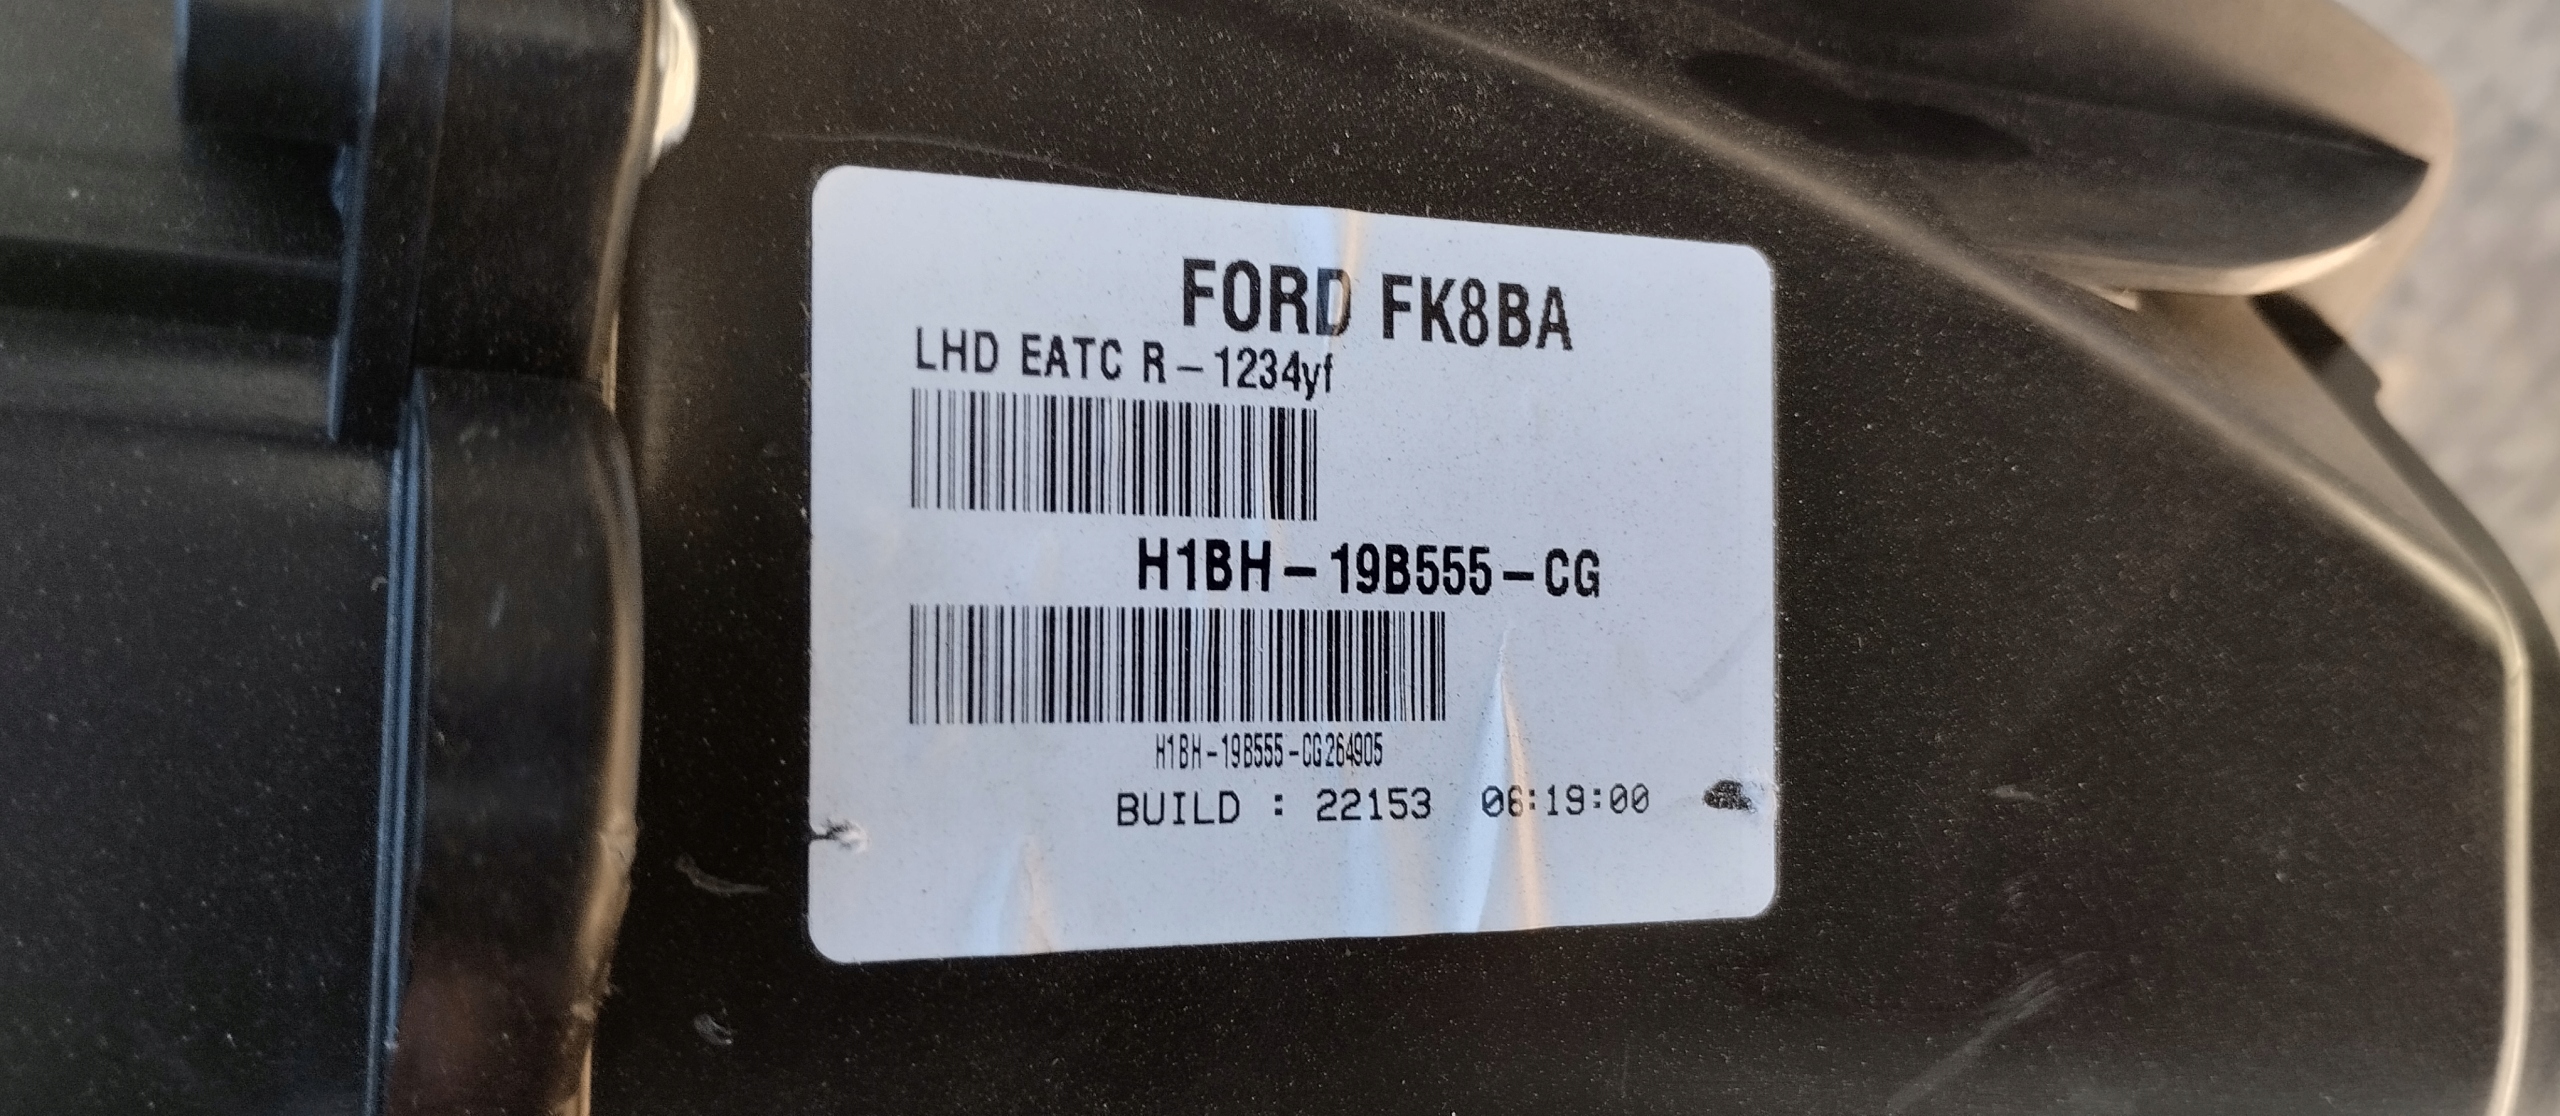 FORD FK8BA
LHD EATC R-1234yf
H1BH-19B555-CG
H1BH-19B555-CG264905
BUILD : 22153 06:19:00